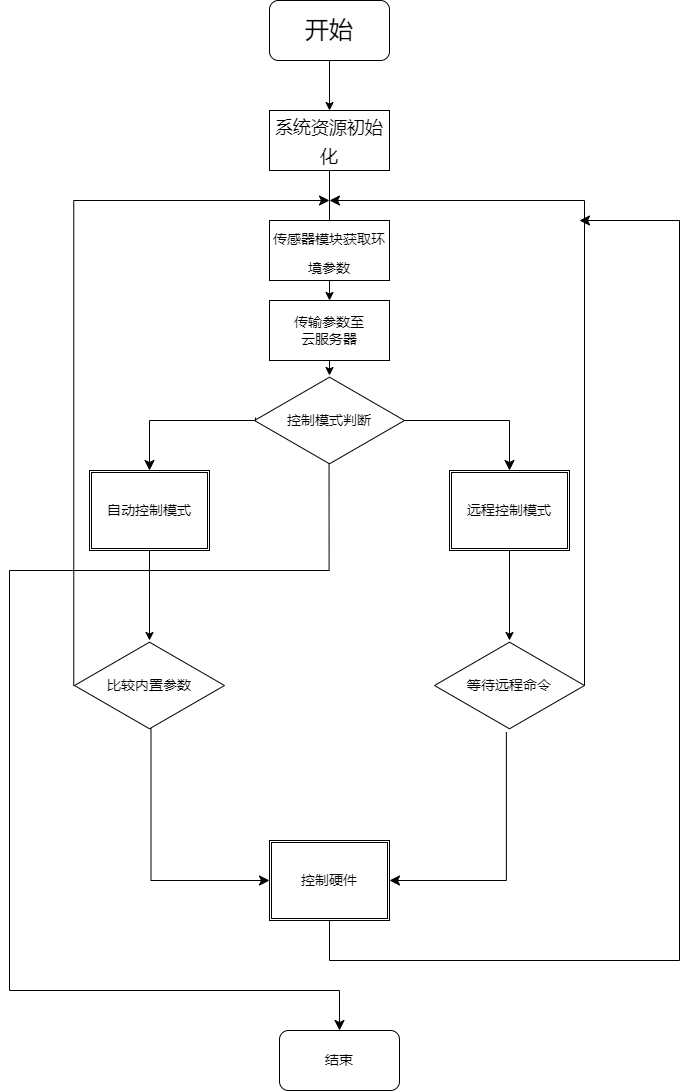 开始
系统资源初始
化
传感器模块获取环
境参数
传输参数至
云服务器
控制模式判断
自动控制模式
远程控制模式
比较内置参数
等待远程命令
控制硬件
结束